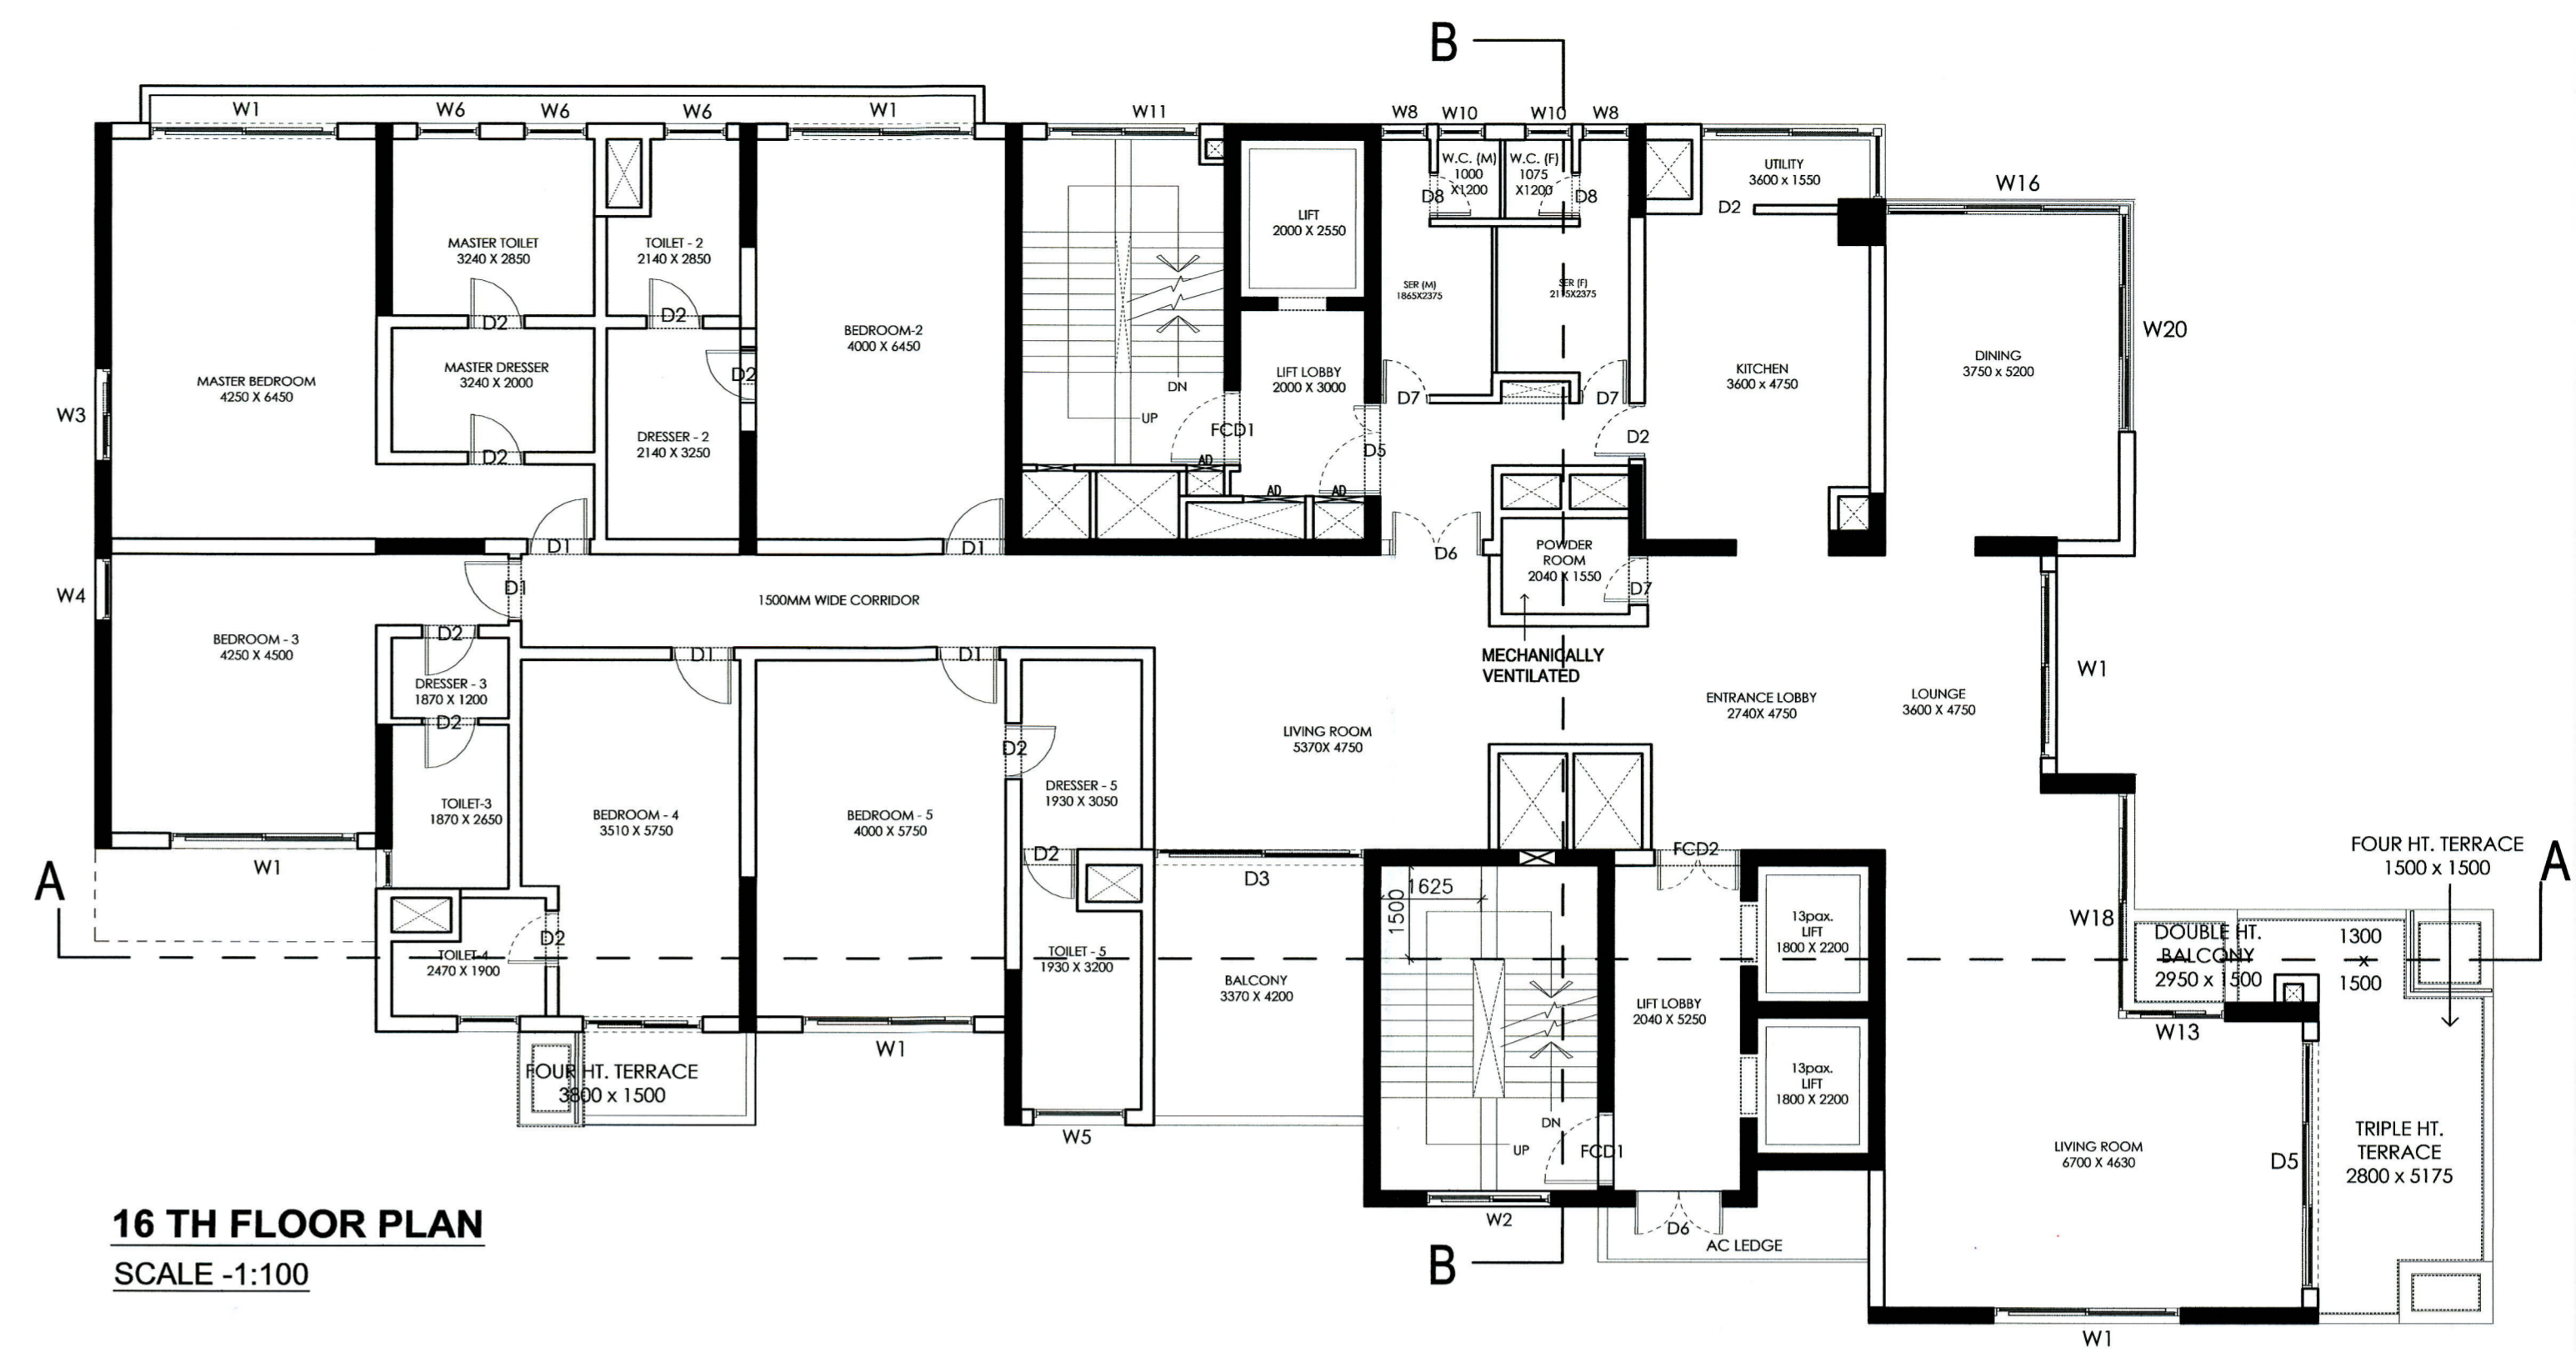 B
W1
W6
W6
W6
W1
W11
W8
W10
W10
W8
W.C. (M)
1000
X1200
W.C. (F)
1075
X1200
D8
D8
UTILITY
3600 x 1550
D2
W16
LIFT
2000 X 2550
MASTER TOILET
3240 X 2850
TOILET - 2
2140 X 2850
D2
D2
SER (M)
1865X2375
SER (F)
BEDROOM-2
4000 X 6450
W20
MASTER BEDROOM
4250 X 6450
MASTER DRESSER
3240 X 2000
D2
DN
LIFT LOBBY
2000 X 3000
KITCHEN
3600 x 4750
DINING
3750 x 5200
W3
D7
D7
UP
FCD1
D2
DRESSER - 2
2140 X 3250
D5
D2
AD
AD
AD
D1
D1
D6
POWDER
ROOM
2040 X 1550
D7
W4
D1
1500MM WIDE CORRIDOR
BEDROOM - 3
4250 X 4500
D2
D1
D1
MECHANICALLY
VENTILATED
W1
DRESSER - 3
1870 X 1200
D2
ENTRANCE LOBBY
2740X 4750
LOUNGE
3600 X 4750
LIVING ROOM
5370X 4750
D2
DRESSER - 5
1930 X 3050
TOILET-3
1870 X 2650
BEDROOM - 4
3510 X 5750
BEDROOM - 5
4000 X 5750
W1
D2
D3
FCD2
FOUR HT. TERRACE
1500 x 1500
A
A
1625
1500
W18
13pax.
LIFT
1800 X 2200
DOUBLE HT.
BALCONY
2950 x 1500
1300
x
1500
D2
TOILET-4
2470 X 1900
TOILET - 5
1930 X 3200
BALCONY
3370 X 4200
LIFT LOBBY
2040 X 5250
W13
W1
FOUR HT. TERRACE
3800 x 1500
13pax.
LIFT
1800 X 2200
W5
DN
UP
FCD1
LIVING ROOM
6700 X 4630
D5
TRIPLE HT.
TERRACE
2800 x 5175
W2
D6
AC LEDGE
B
W1
16 TH FLOOR PLAN
SCALE -1:100